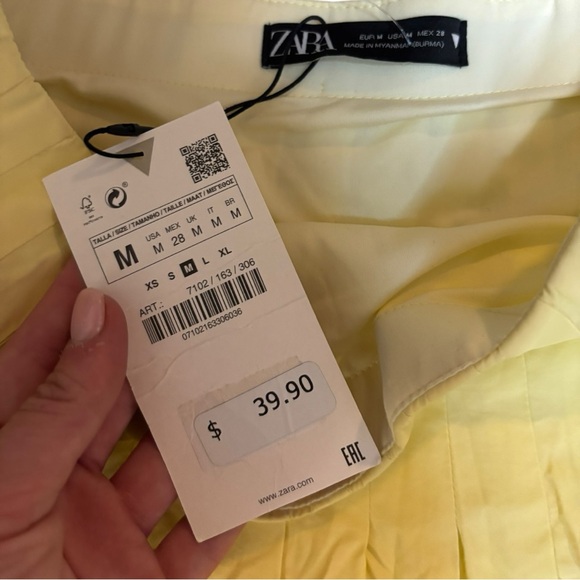 ZARA
EUR M USA M MEX 28
MADE IN MYANMAR (BURMA)
FSC
TALLA / SIZE / TAMANHO / TAILLE / MAAT / ΜΕΓΕΘΟΣ
M
USA MEX UK IT BR
M 28 M M M
XS S M L XL
ART.: 7102 / 163 / 306
07102163306036
$ 39.90
EAC
www.zara.com